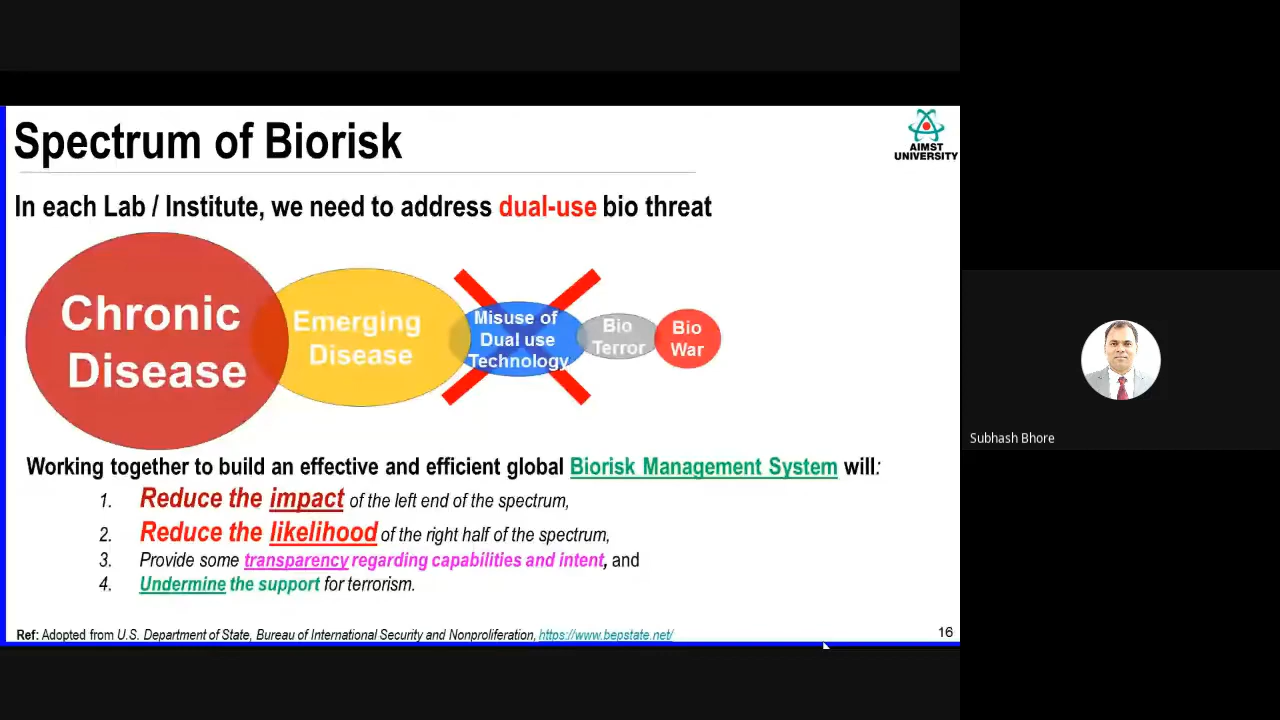 Spectrum of Biorisk
AIMST
UNIVERSITY
In each Lab / Institute, we need to address dual-use bio threat
Chronic
Disease
Emerging
Disease
Misuse of
Dual use
Technology
Bio
Terror
Bio
War
Working together to build an effective and efficient global Biorisk Management System will:
1. Reduce the impact of the left end of the spectrum,
2. Reduce the likelihood of the right half of the spectrum,
3. Provide some transparency regarding capabilities and intent, and
4. Undermine the support for terrorism.
Ref: Adopted from U.S. Department of State, Bureau of International Security and Nonproliferation, https://www.bepstate.net/
16
Subhash Bhore